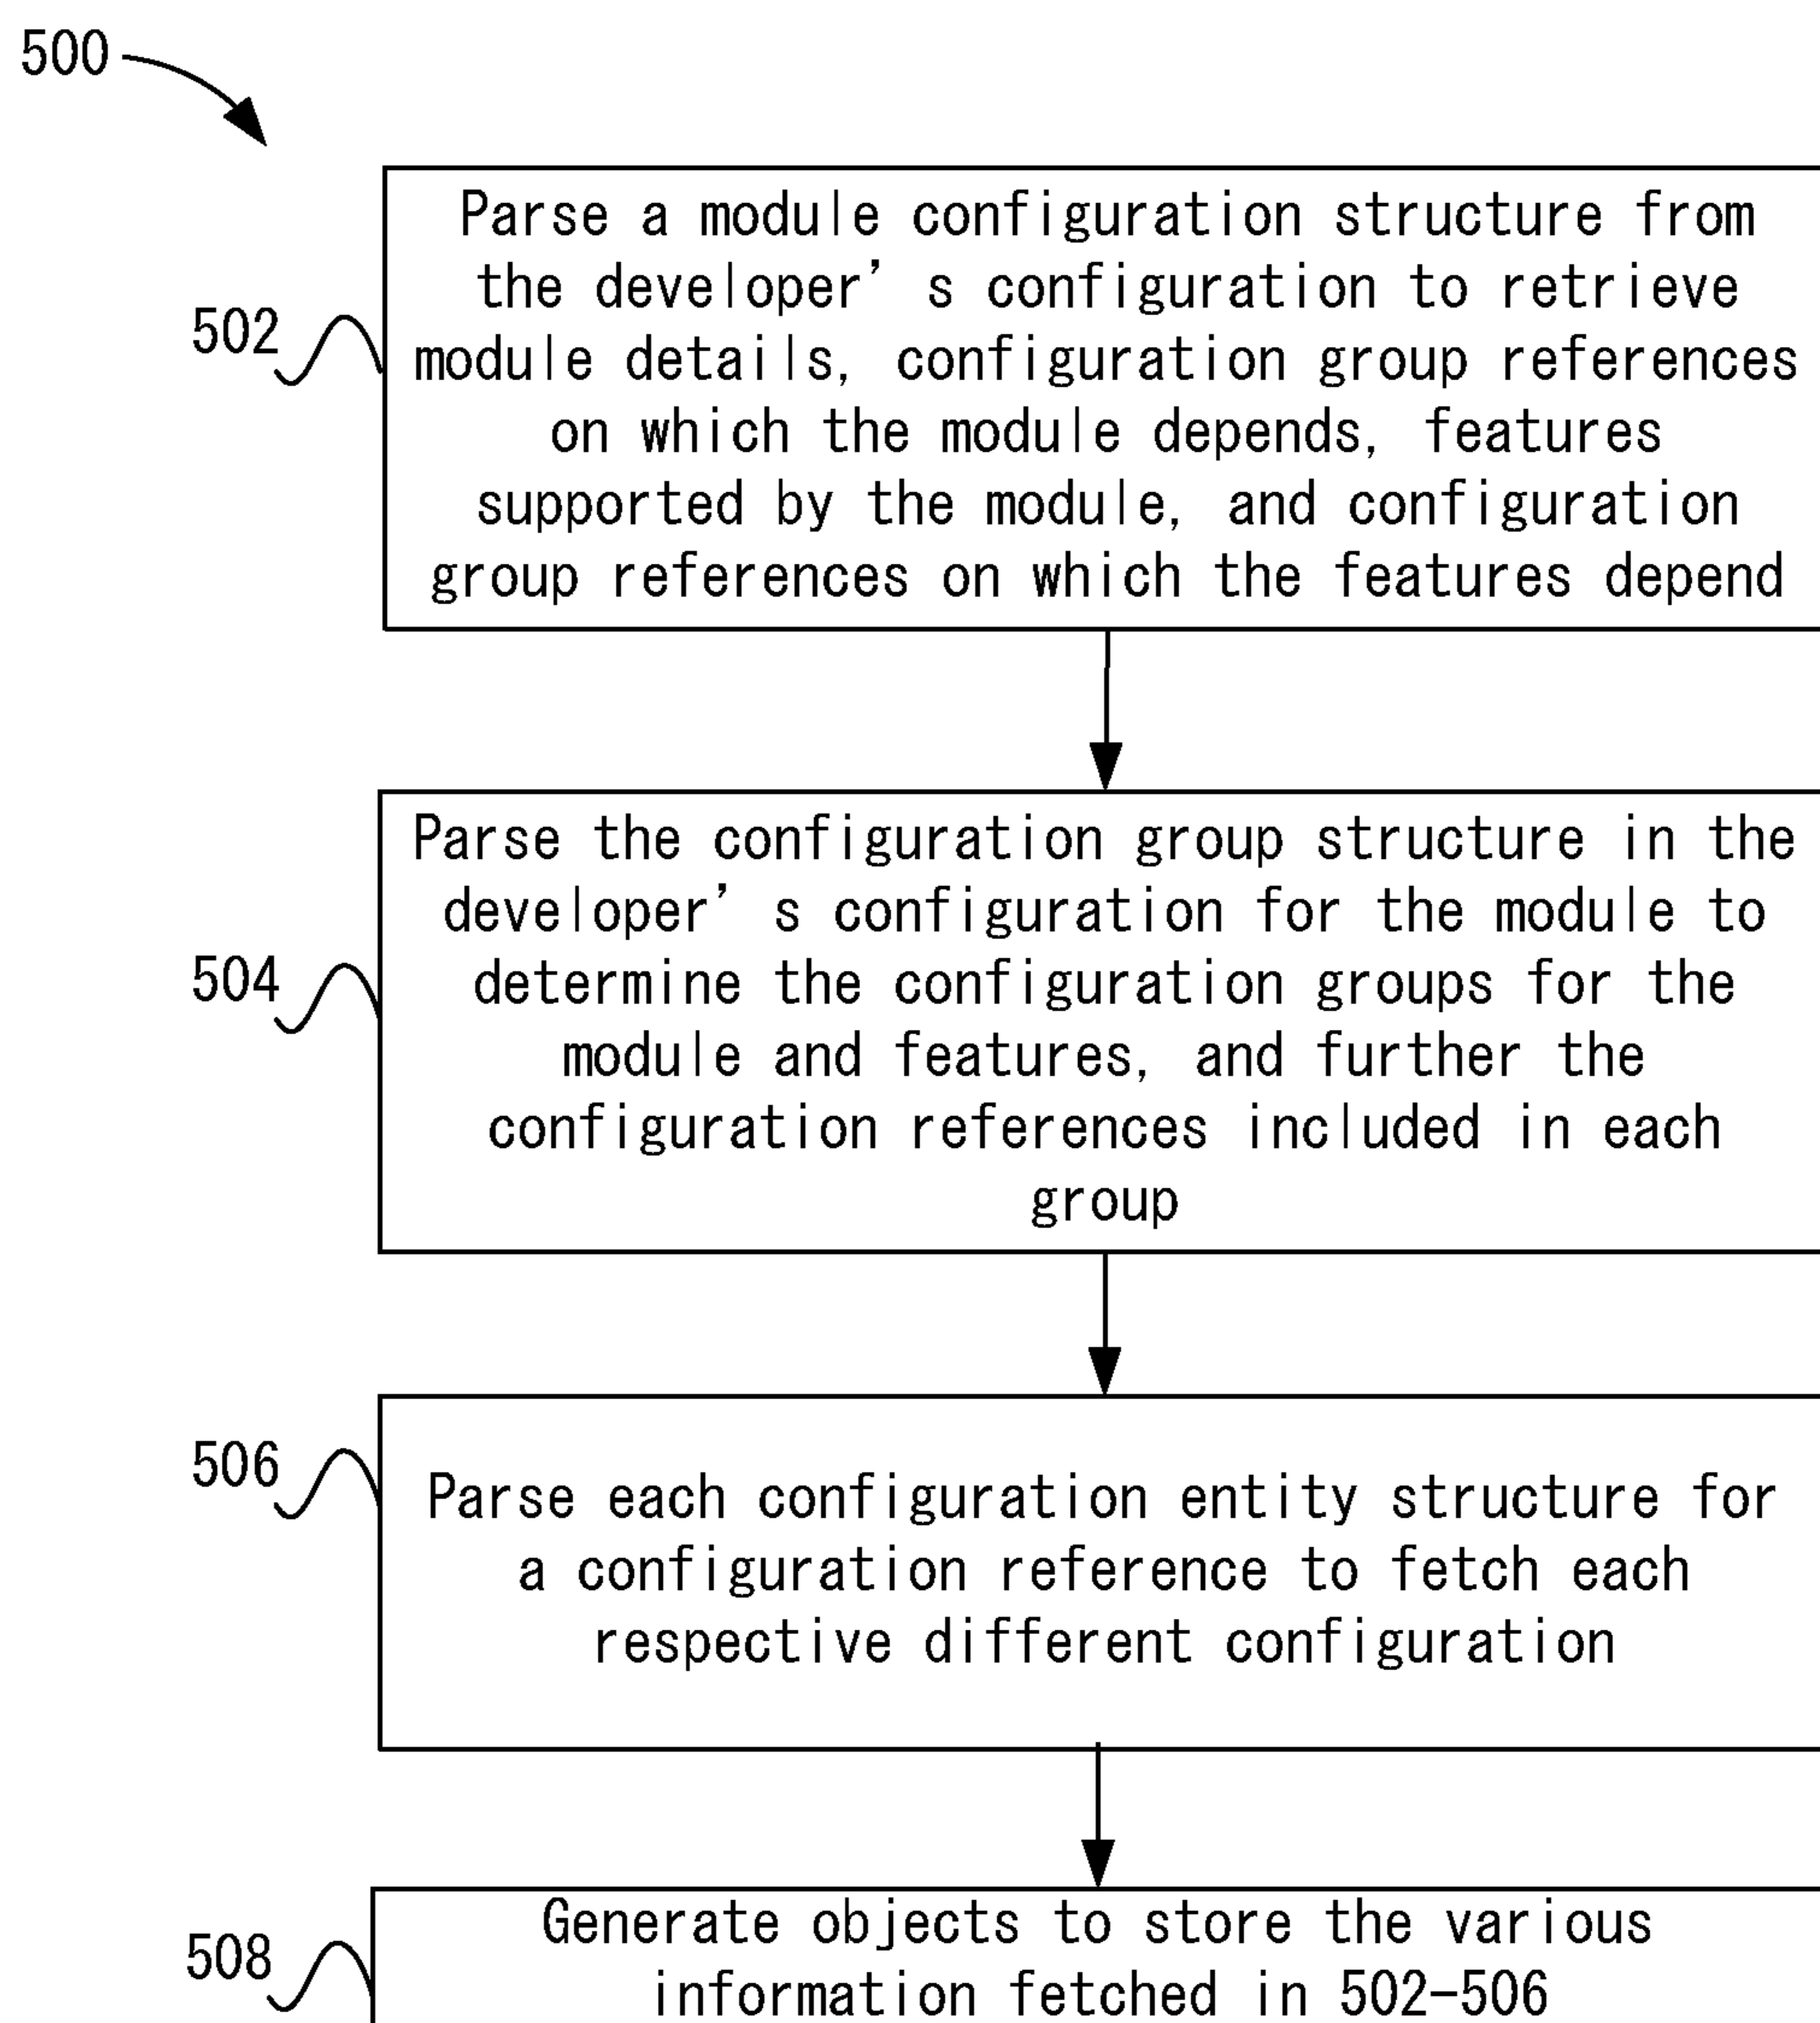 500
Parse a module configuration structure from
the developer's configuration to retrieve
module details, configuration group references
on which the module depends, features
supported by the module, and configuration
group references on which the features depend
502
Parse the configuration group structure in the
developer's configuration for the module to
determine the configuration groups for the
module and features, and further the
configuration references included in each
group
504
Parse each configuration entity structure for
a configuration reference to fetch each
respective different configuration
506
Generate objects to store the various
information fetched in 502-506
508